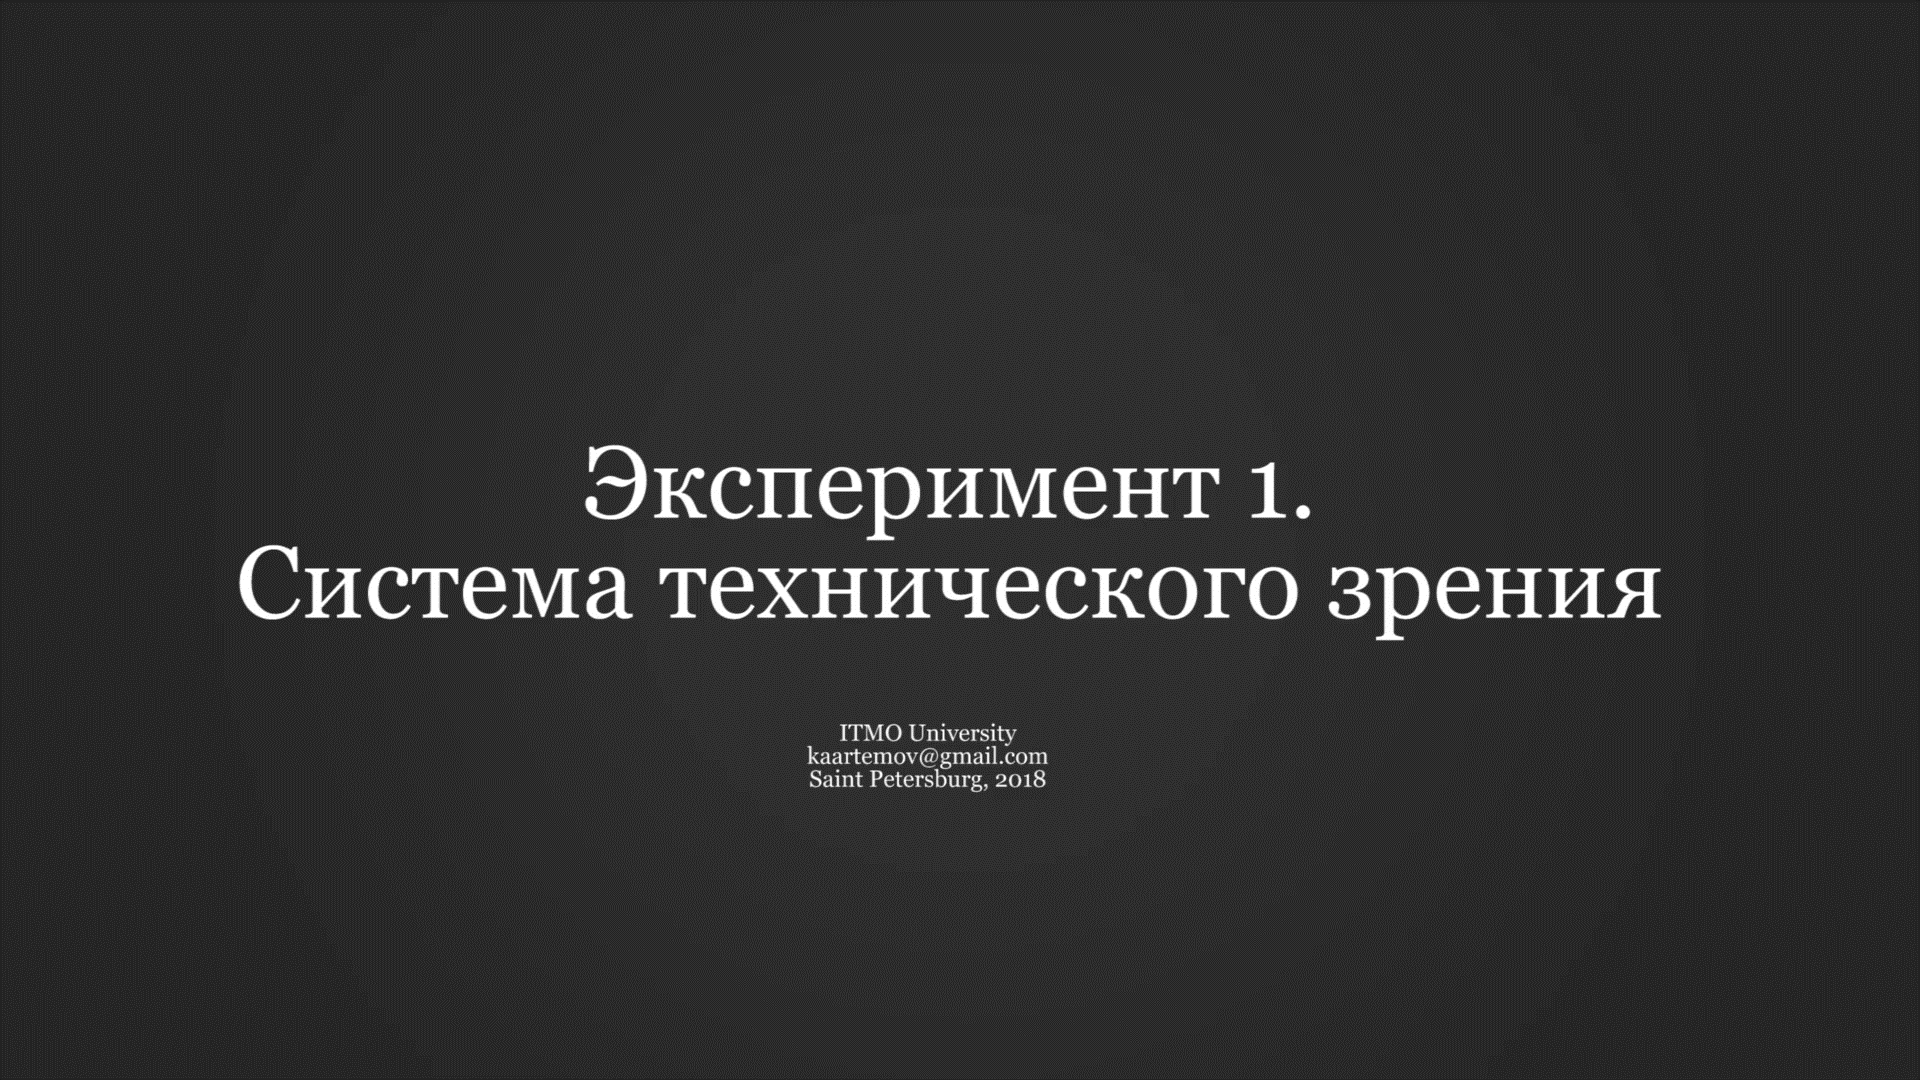 Эксперимент 1.
Система технического зрения
ITMO University
kaartemov@gmail.com
Saint Petersburg, 2018